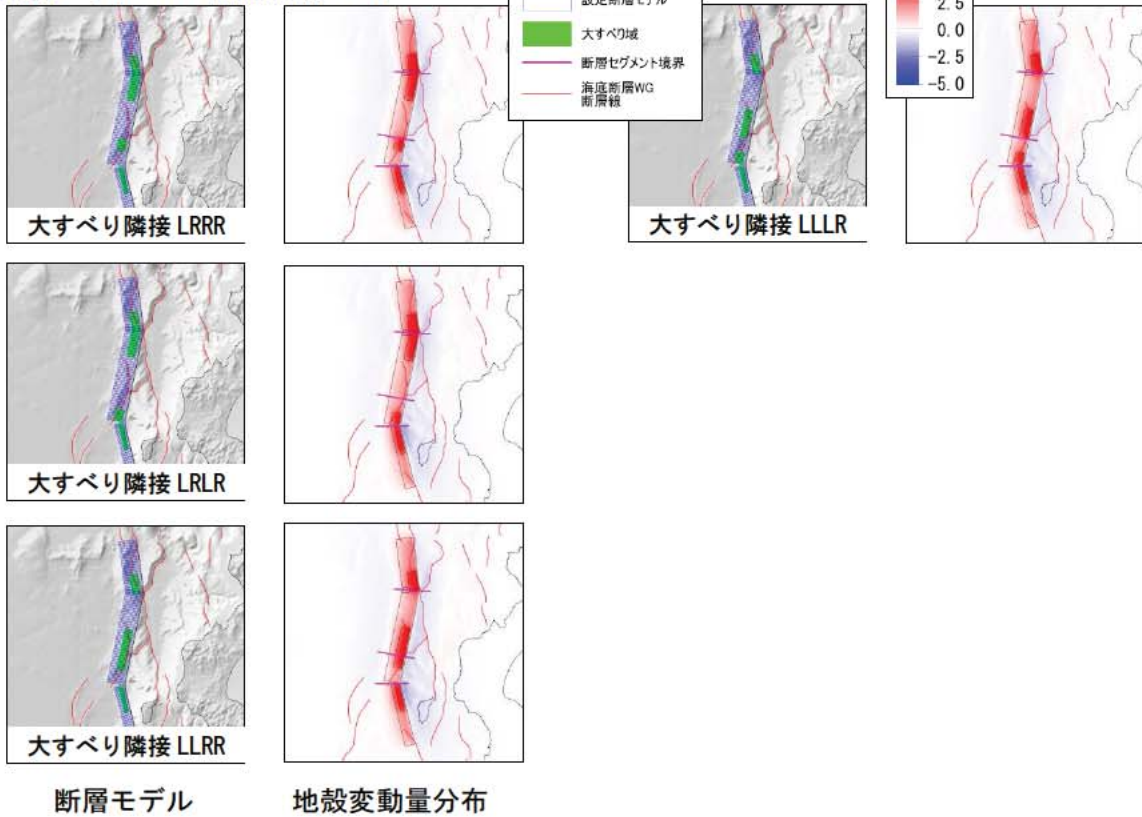 大すべり域
断層セグメント境界
海底断層WG
断層線
2.5
0.0
-2.5
-5.0
大すべり隣接 LRRR
大すべり隣接 LLLR
大すべり隣接 LRLR
大すべり隣接 LLRR
断層モデル
地殻変動量分布